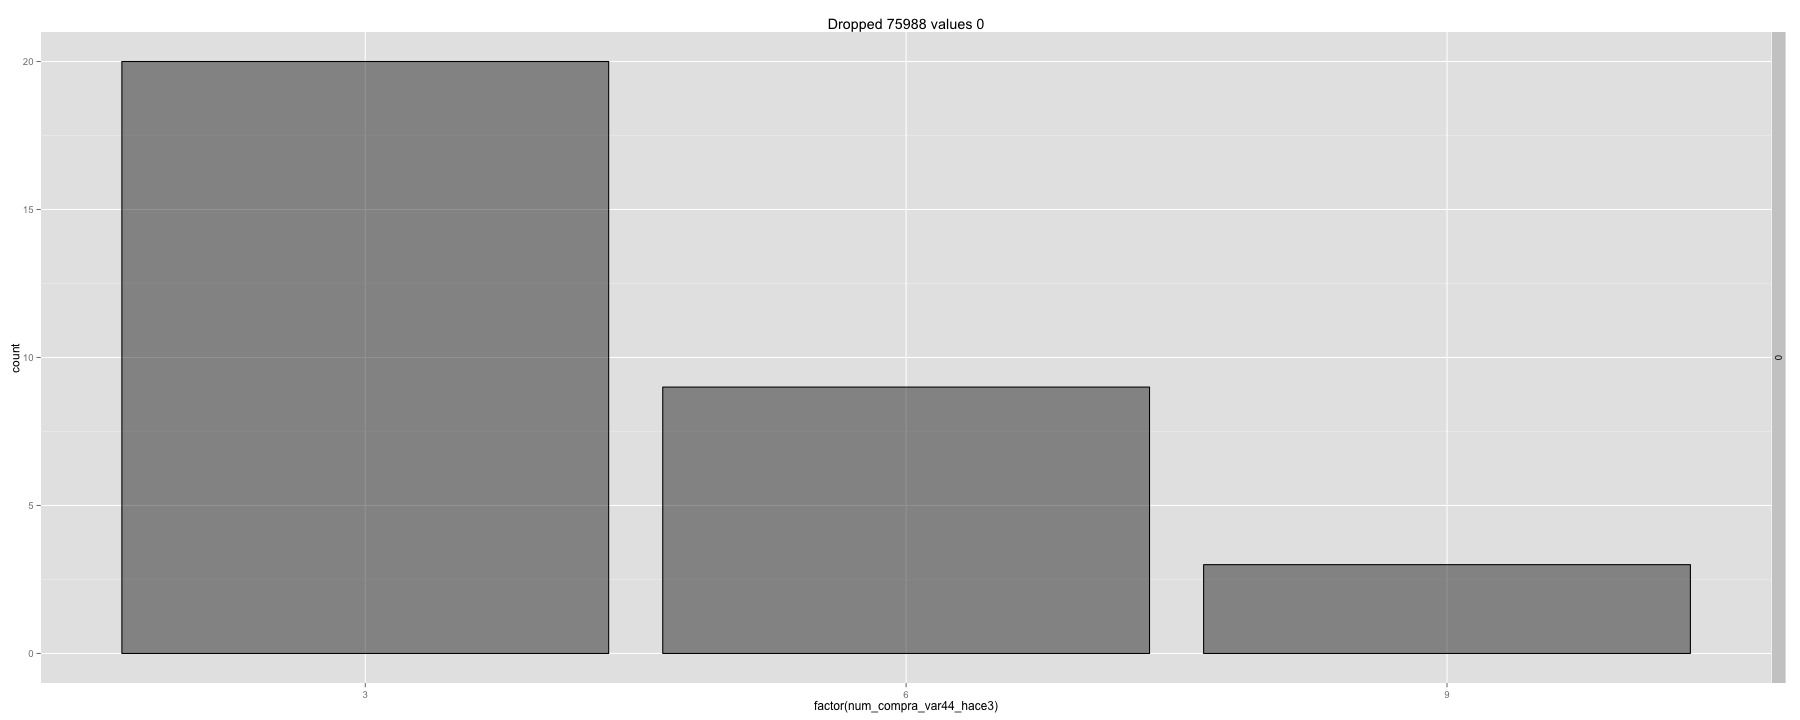 Dropped 75988 values 0
20
15
10
5
0
count
0
3 6 9
factor(num_compra_var44_hace3)